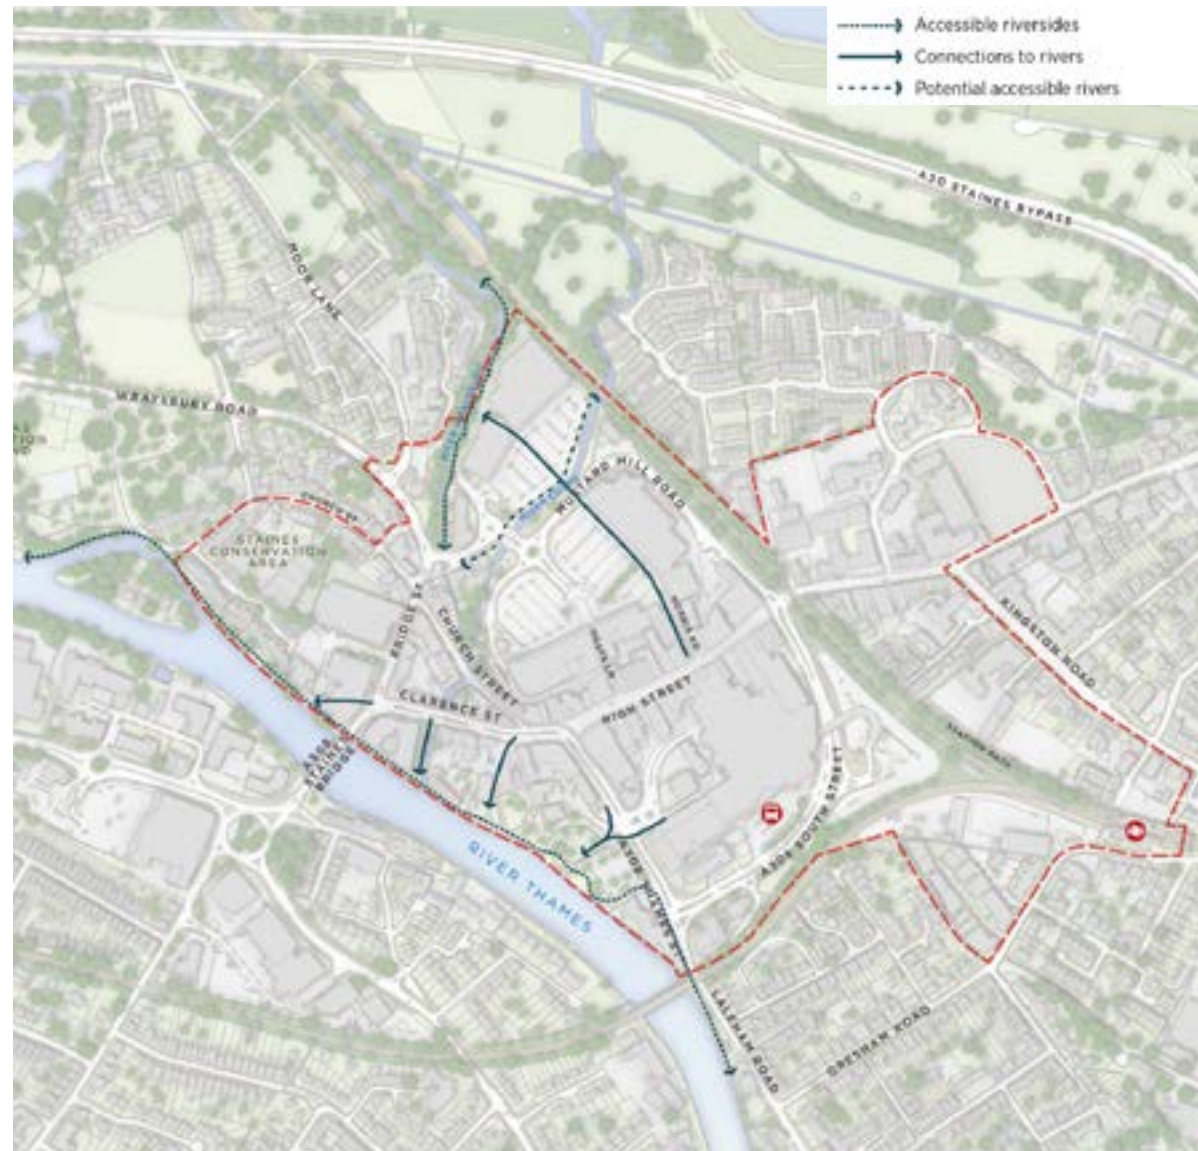 Accessible riversides
Connections to rivers
Potential accessible rivers
A30 STAINES BYPASS
MOOR LANE
WRAYSBURY ROAD
MUSTARD HILL ROAD
STAINES
CONSERVATION
AREA
BRIDGE ST
CHURCH STREET
KINGSTON ROAD
CLARENCE ST
HIGH STREET
STATION PATH
A308
STAINES
BRIDGE
A308 SOUTH STREET
RIVER THAMES
LALEHAM ROAD
GRESHAM ROAD